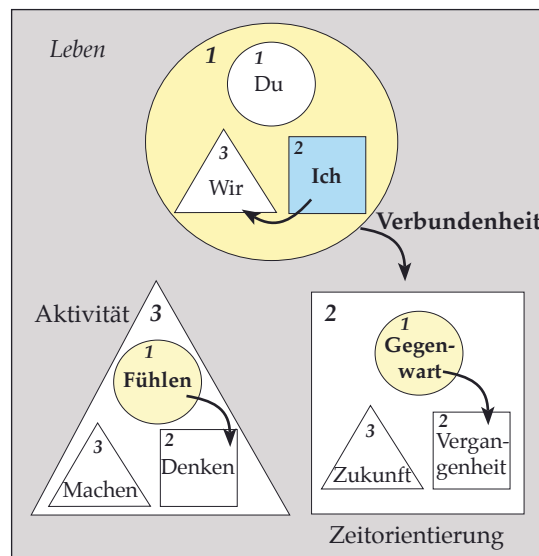 Leben
1
1
Du
3
Wir
2
Ich
Verbundenheit
Aktivität
3
1
Fühlen
3
Machen
2
Denken
2
1
Gegen-
wart
3
Zukunft
2
Vergan-
genheit
Zeitorientierung